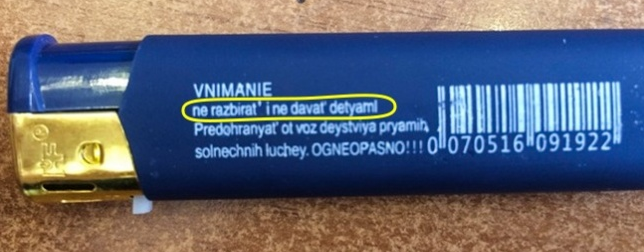 VNIMANIE
ne razbirat' i ne davat' detyamI
Predohranyat' ot voz deystviya pryamih,
solnechnih luchey. OGNEOPASNO!!!
0 070516 091922